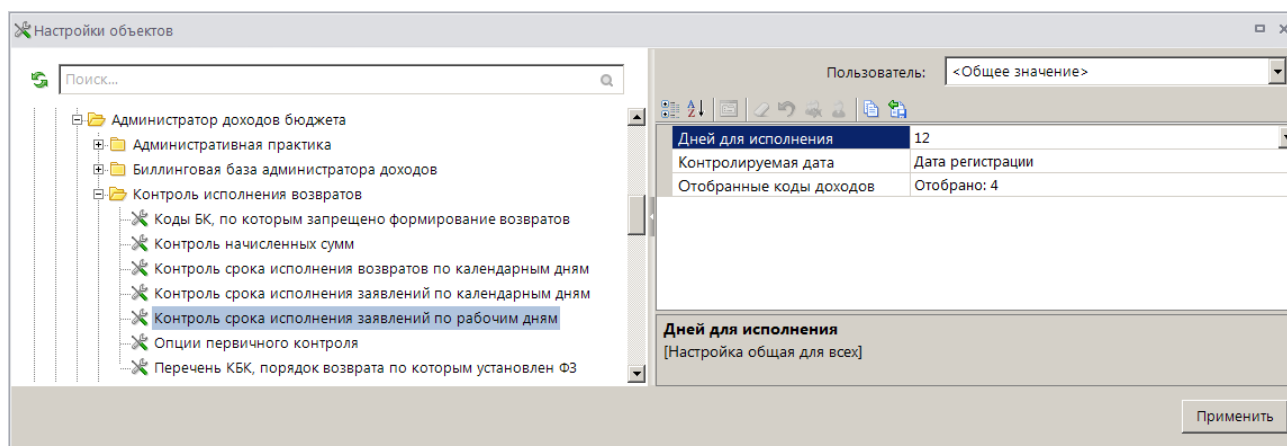 Настройки объектов
Поиск...
Администратор доходов бюджета
Административная практика
Биллинговая база администратора доходов
Контроль исполнения возвратов
Коды БК, по которым запрещено формирование возвратов
Контроль начисленных сумм
Контроль срока исполнения возвратов по календарным дням
Контроль срока исполнения заявлений по календарным дням
Контроль срока исполнения заявлений по рабочим дням
Опции первичного контроля
Перечень КБК, порядок возврата по которым установлен ФЗ
Пользователь: <Общее значение>
Дней для исполнения 12
Контролируемая дата Дата регистрации
Отобранные коды доходов Отобрано: 4
Дней для исполнения
[Настройка общая для всех]
Применить